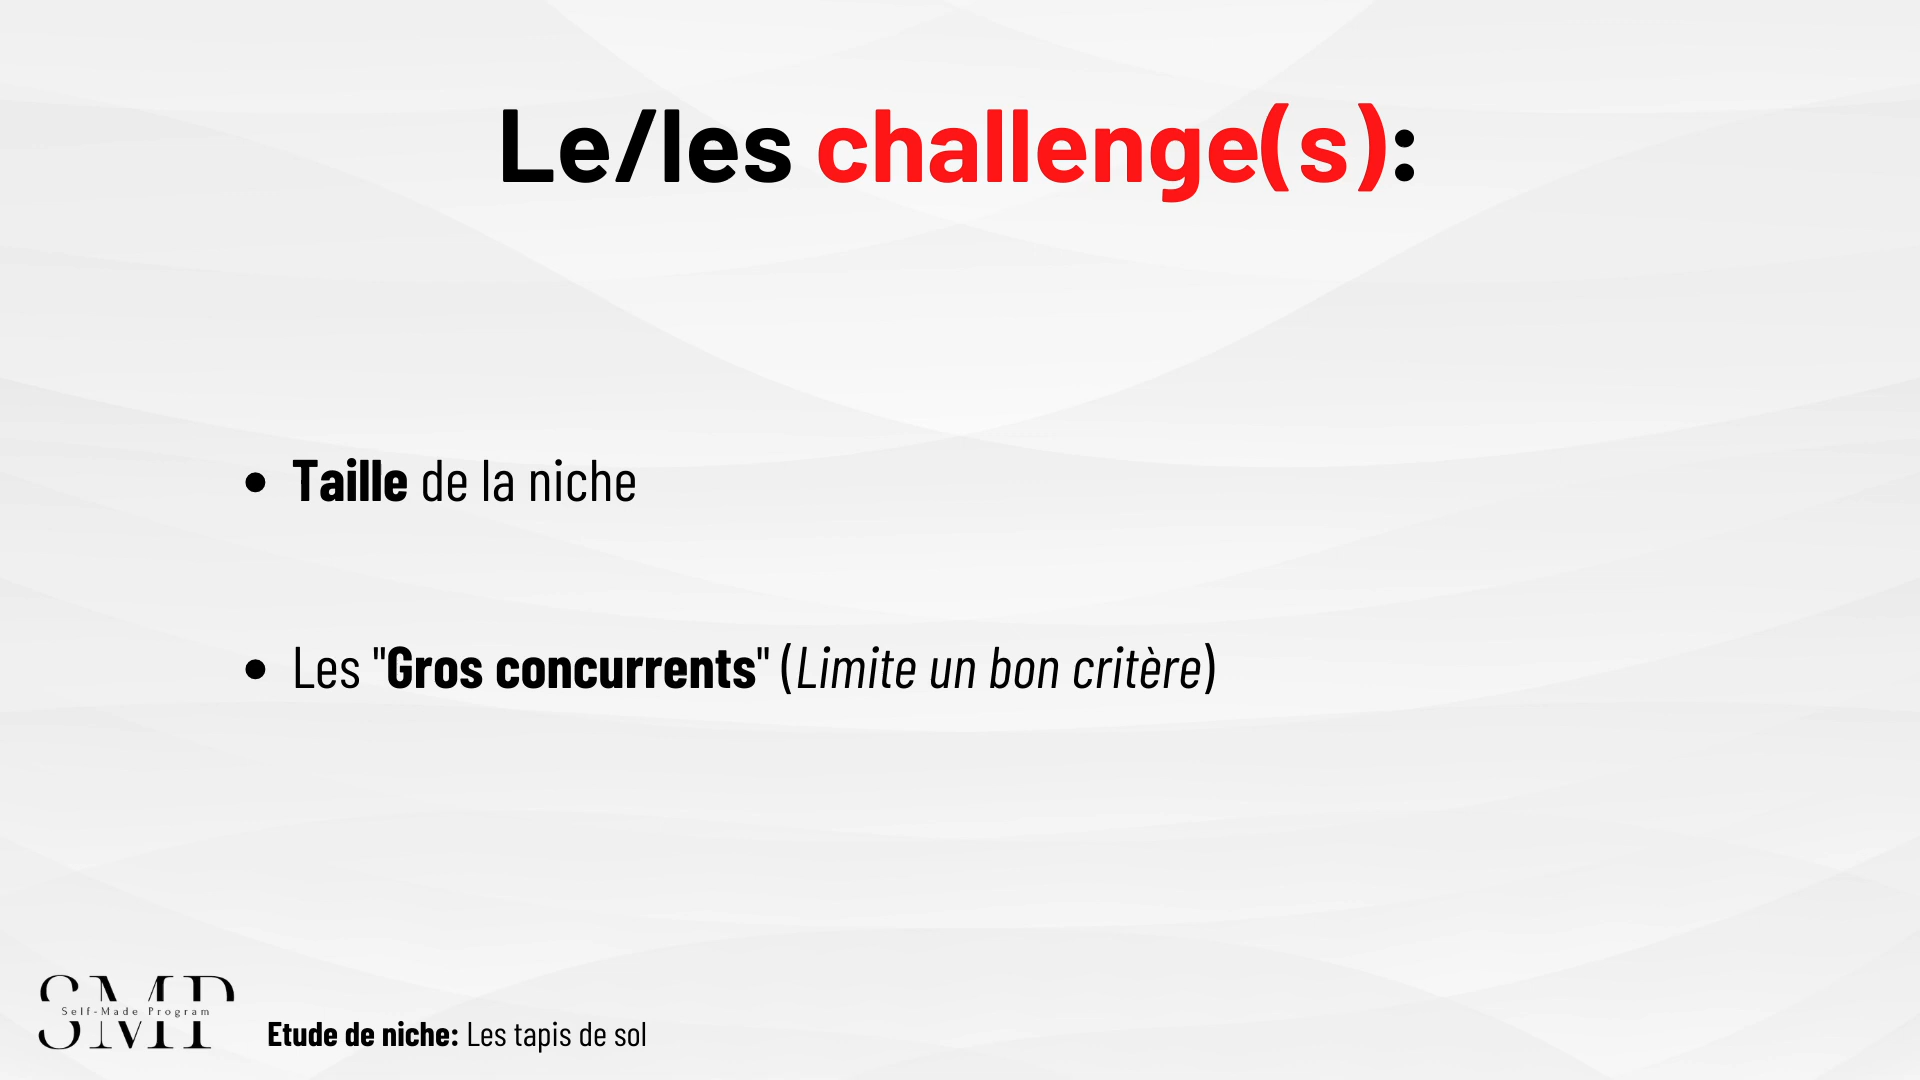 Le/les challenge(s):
• Taille de la niche
• Les "Gros concurrents" (Limite un bon critère)
SMP
Self-Made Program
Etude de niche: Les tapis de sol